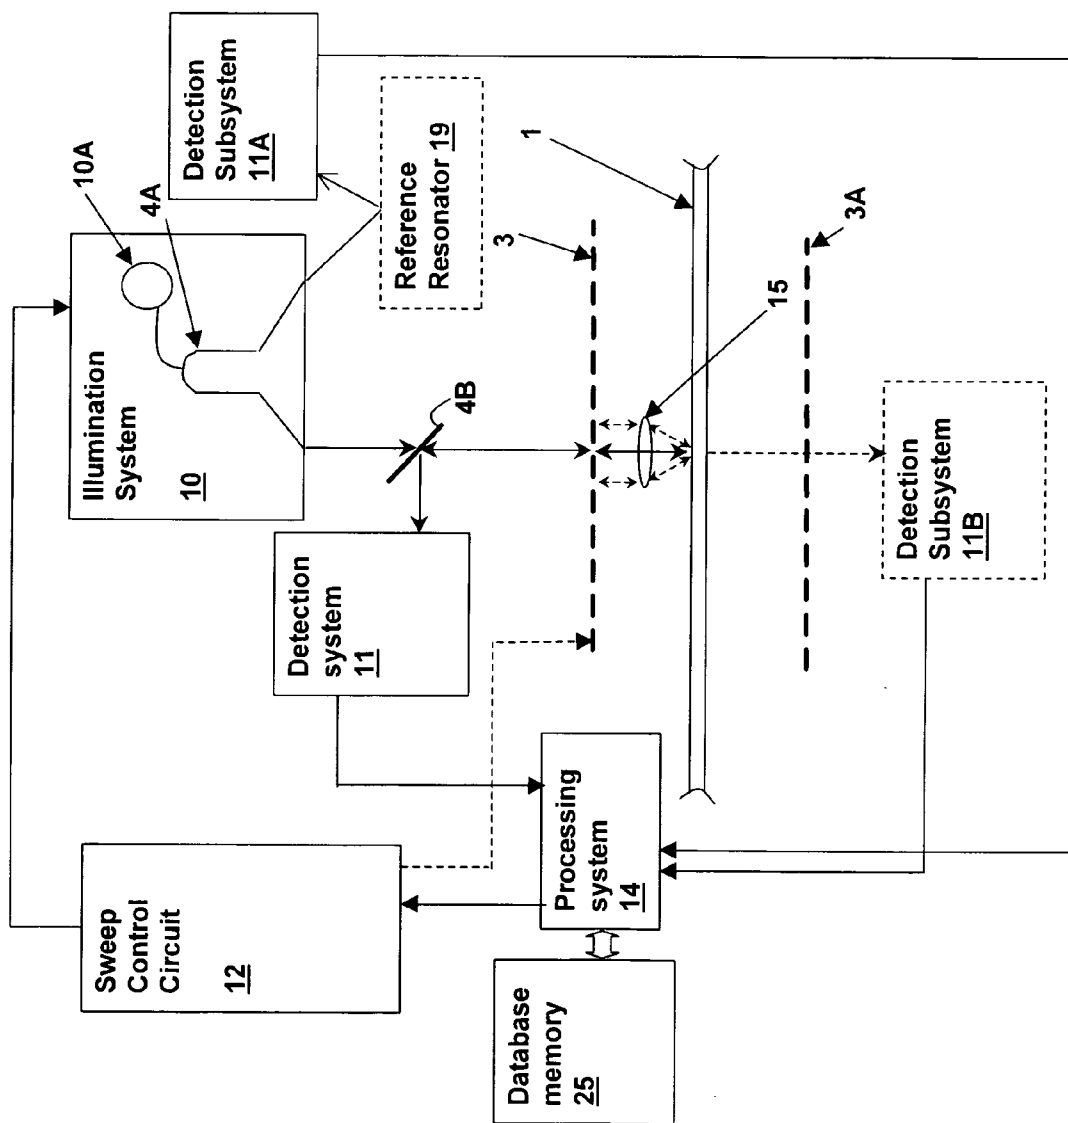 Detection
Subsystem
11A
10A
4A
Illumination
System
10
Reference
Resonator 19
1
3
3A
15
4B
Detection
system
11
Detection
Subsystem
11B
Sweep
Control
Circuit
12
Processing
system
14
Database
memory
25